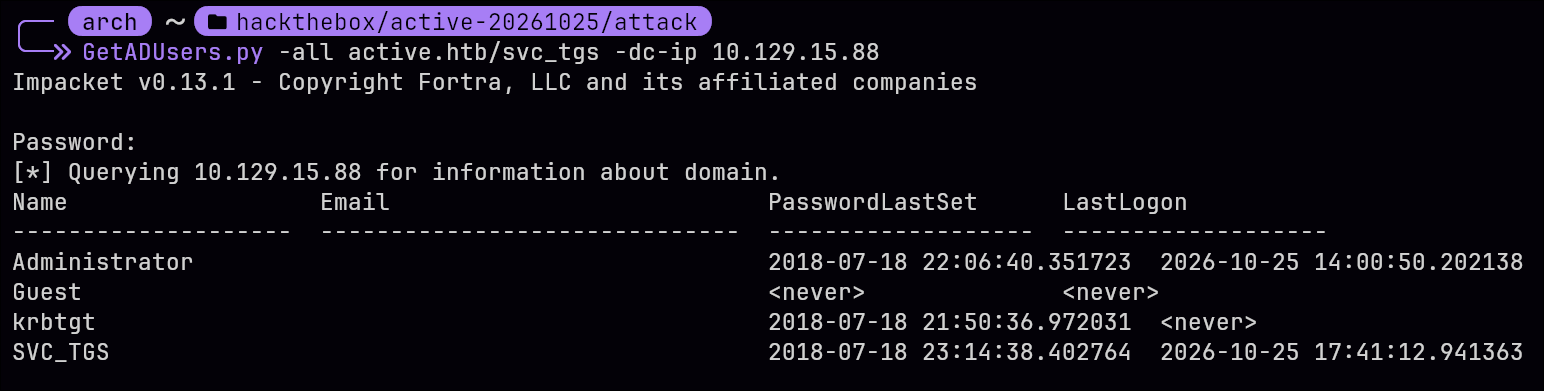 arch ~ hackthebox/active-20261025/attack
GetADUsers.py -all active.htb/svc_tgs -dc-ip 10.129.15.88
Impacket v0.13.1 - Copyright Fortra, LLC and its affiliated companies
Password:
[*] Querying 10.129.15.88 for information about domain.
Name                  Email                           PasswordLastSet      LastLogon
--------------------  ------------------------------  -------------------  -------------------
Administrator                                         2018-07-18 22:06:40.351723  2026-10-25 14:00:50.202138
Guest                                                 <never>              <never>
krbtgt                                                2018-07-18 21:50:36.972031  <never>
SVC_TGS                                               2018-07-18 23:14:38.402764  2026-10-25 17:41:12.941363